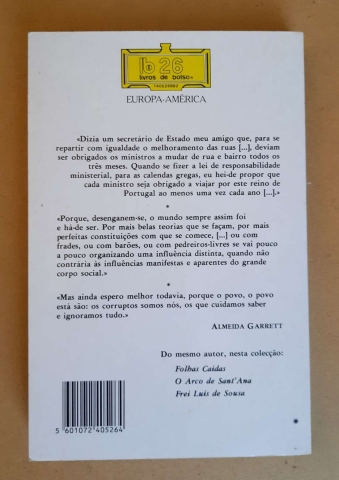 lb 26
livros de bolso
EUROPA-AMÉRICA
«Dizia um secretário de Estado meu amigo que, para se
repartir com igualdade o melhoramento das ruas [...], deviam
ser obrigados os ministros a mudar de rua e bairro todos os
três meses. Quando se fizer a lei de responsabilidade
ministerial, para as calendas gregas, eu hei-de propor que
cada ministro seja obrigado a viajar por este reino de
Portugal ao menos uma vez cada ano [...].»
*
«Porque, desenganem-se, o mundo sempre assim foi
e há-de ser. Por mais belas teorias que se façam, por mais
perfeitas constituições com que se comece, [...] ou com
frades, ou com barões, ou com pedreiros-livres se vai pouco
a pouco organizando uma influência distinta, quando não
contrária às influências manifestas e aparentes do grande
corpo social.»
*
«Mas ainda espero melhor todavia, porque o povo, o povo
está são: os corruptos somos nós, os que cuidamos saber
e ignoramos tudo.»
ALMEIDA GARRETT
Do mesmo autor, nesta colecção:
Folhas Caídas
O Arco de Sant'Ana
Frei Luís de Sousa
5 601072 405264
*